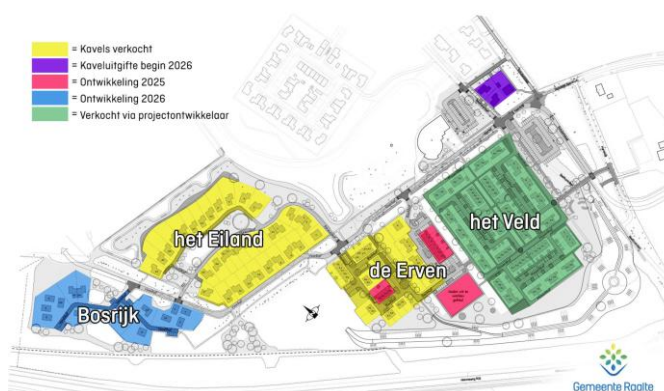 = Kavels verkocht
= Kaveluitgifte begin 2026
= Ontwikkeling 2025
= Ontwikkeling 2026
= Verkocht via projectontwikkelaar
het Eiland
het Veld
de Erven
Bosrijk
Gemeente Raalte